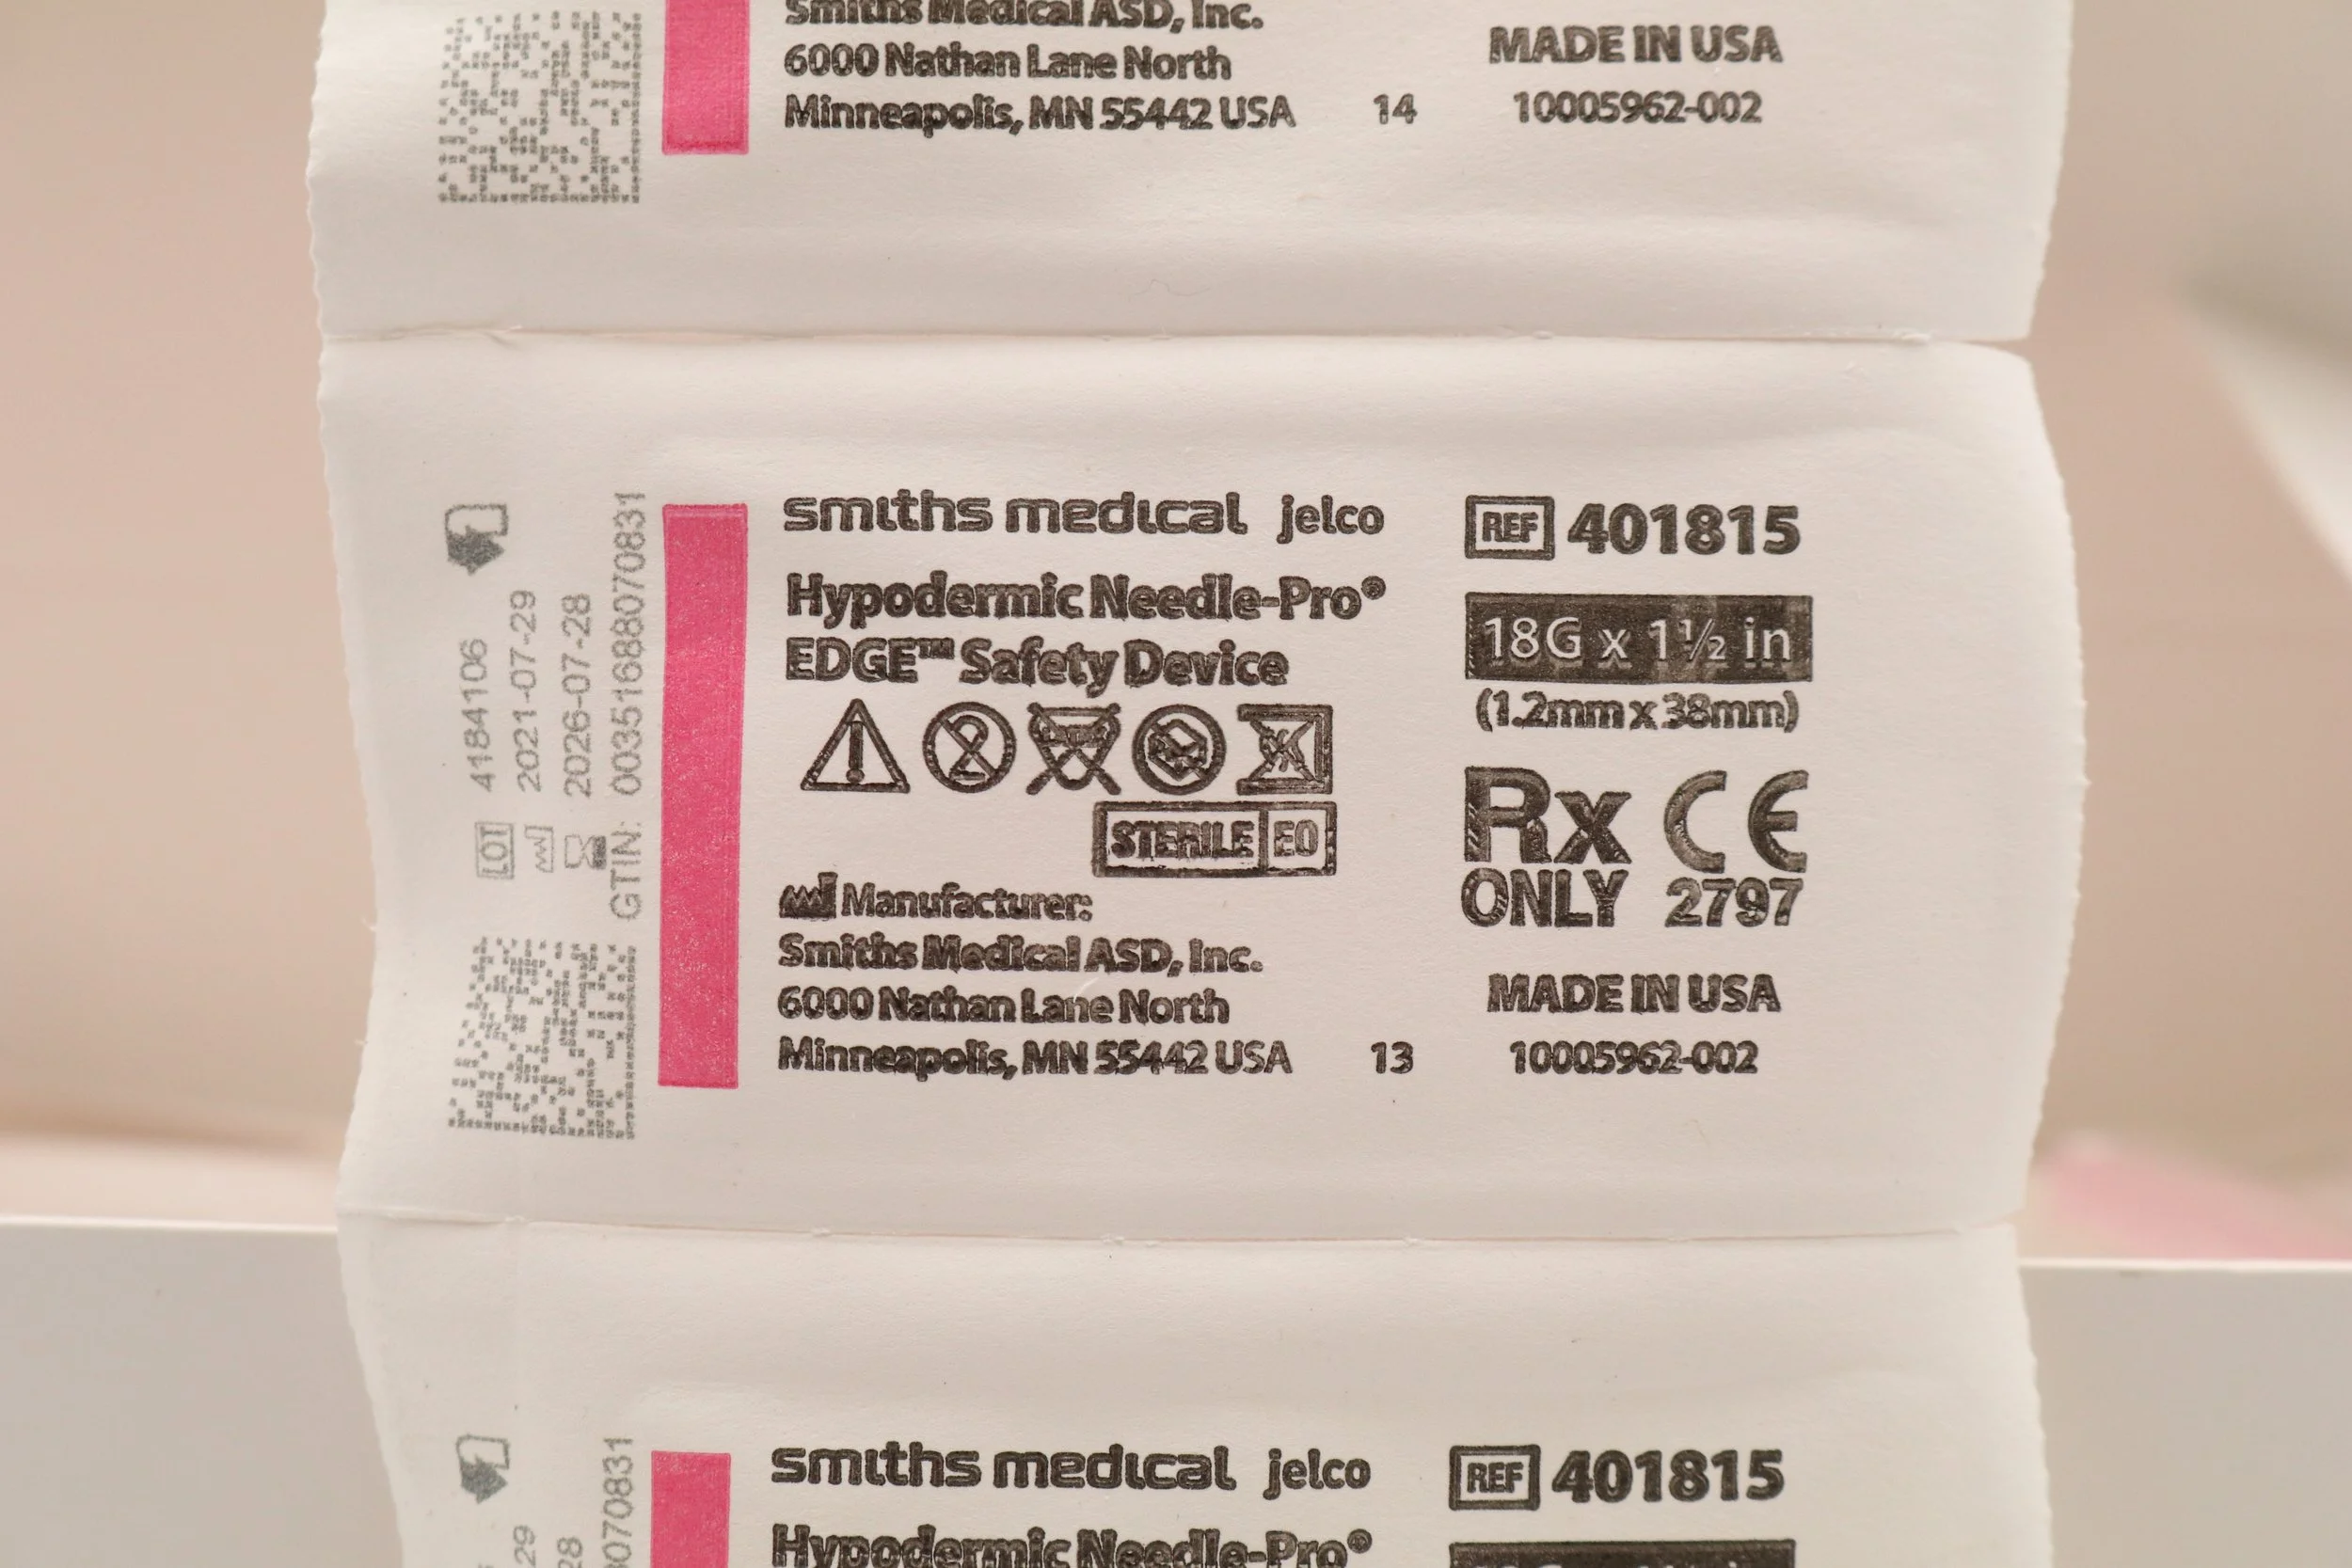 Smiths Medical ASD, Inc.
6000 Nathan Lane North
Minneapolis, MN 55442 USA
14
MADE IN USA
10005962-002
LOT 4184106
2021-07-29
2026-07-28
GTIN: 00351688070831
smiths medical jelco
Hypodermic Needle-Pro®
EDGE™ Safety Device
2
STERILE EO
Manufacturer:
Smiths Medical ASD, Inc.
6000 Nathan Lane North
Minneapolis, MN 55442 USA
13
REF 401815
18G x 1½ in
(1.2mm x 38mm)
Rx CE
ONLY 2797
MADE IN USA
10005962-002
29
28
070831
smiths medical jelco
Hypodermic Needle-Pro®
REF 401815